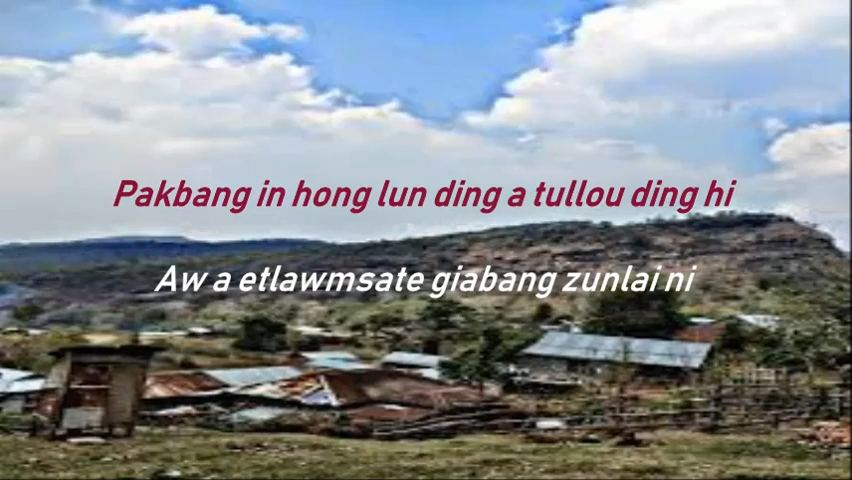 Pakbang in hong lun ding a tullou ding hi
Aw a etlawmsate giabang zunlai ni